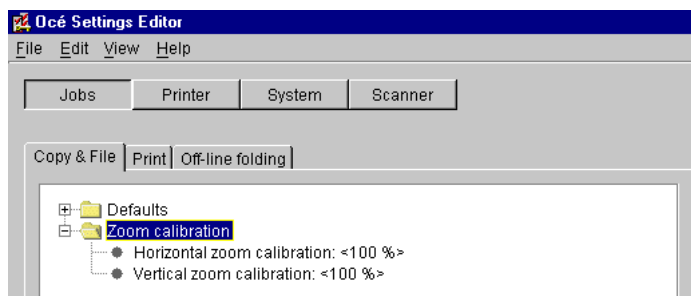 Océ Settings Editor
File Edit View Help
Jobs Printer System Scanner
Copy & File Print Off-line folding
Defaults
Zoom calibration
Horizontal zoom calibration: <100 %>
Vertical zoom calibration: <100 %>